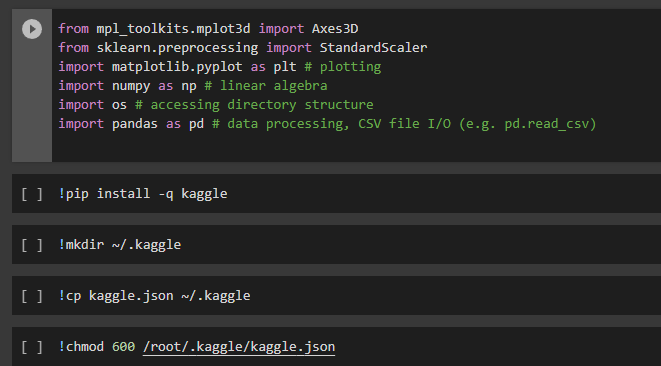 from mpl_toolkits.mplot3d import Axes3D
from sklearn.preprocessing import StandardScaler
import matplotlib.pyplot as plt # plotting
import numpy as np # linear algebra
import os # accessing directory structure
import pandas as pd # data processing, CSV file I/O (e.g. pd.read_csv)
[ ] !pip install -q kaggle
[ ] !mkdir ~/.kaggle
[ ] !cp kaggle.json ~/.kaggle
[ ] !chmod 600 /root/.kaggle/kaggle.json